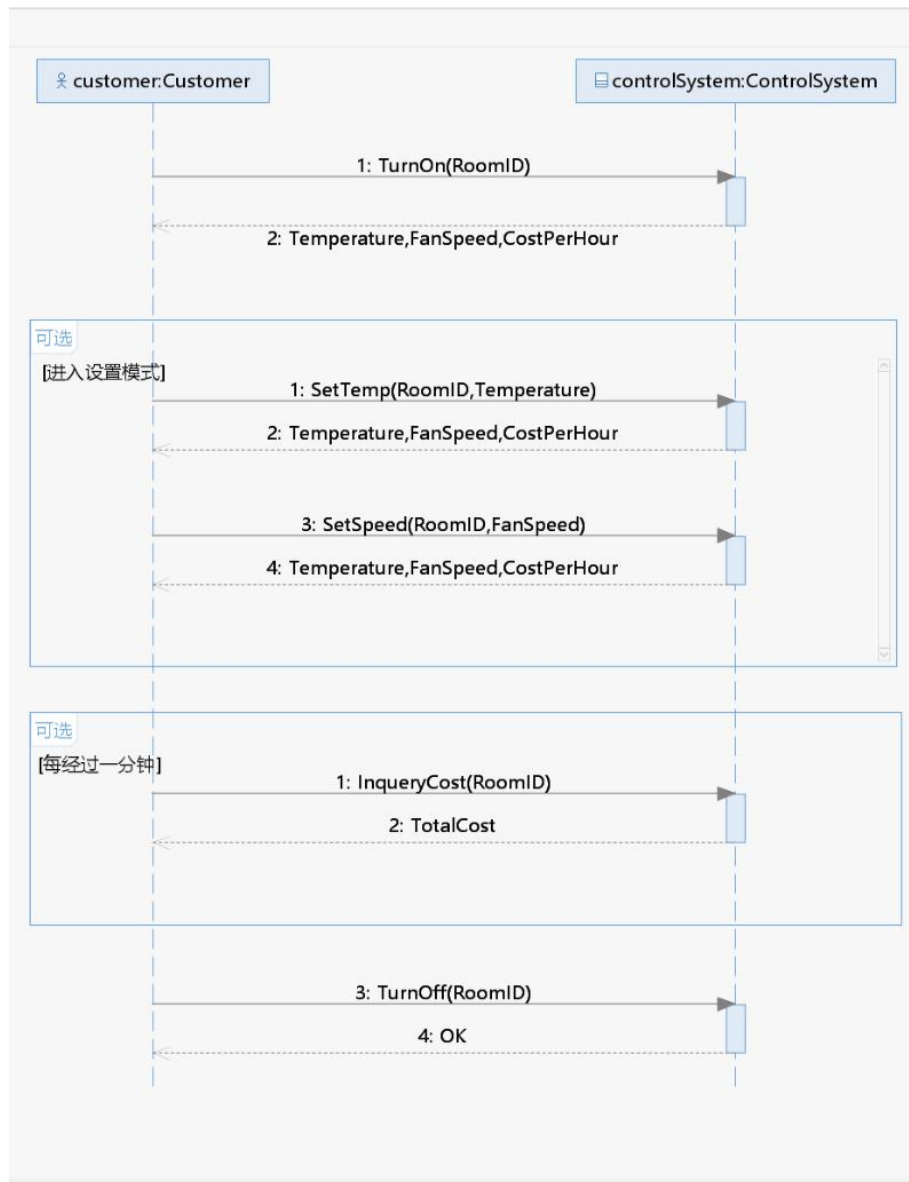 customer:Customer
controlSystem:ControlSystem
1: TurnOn(RoomID)
2: Temperature,FanSpeed,CostPerHour
可选
[进入设置模式]
1: SetTemp(RoomID,Temperature)
2: Temperature,FanSpeed,CostPerHour
3: SetSpeed(RoomID,FanSpeed)
4: Temperature,FanSpeed,CostPerHour
可选
[每经过一分钟]
1: InqueryCost(RoomID)
2: TotalCost
3: TurnOff(RoomID)
4: OK